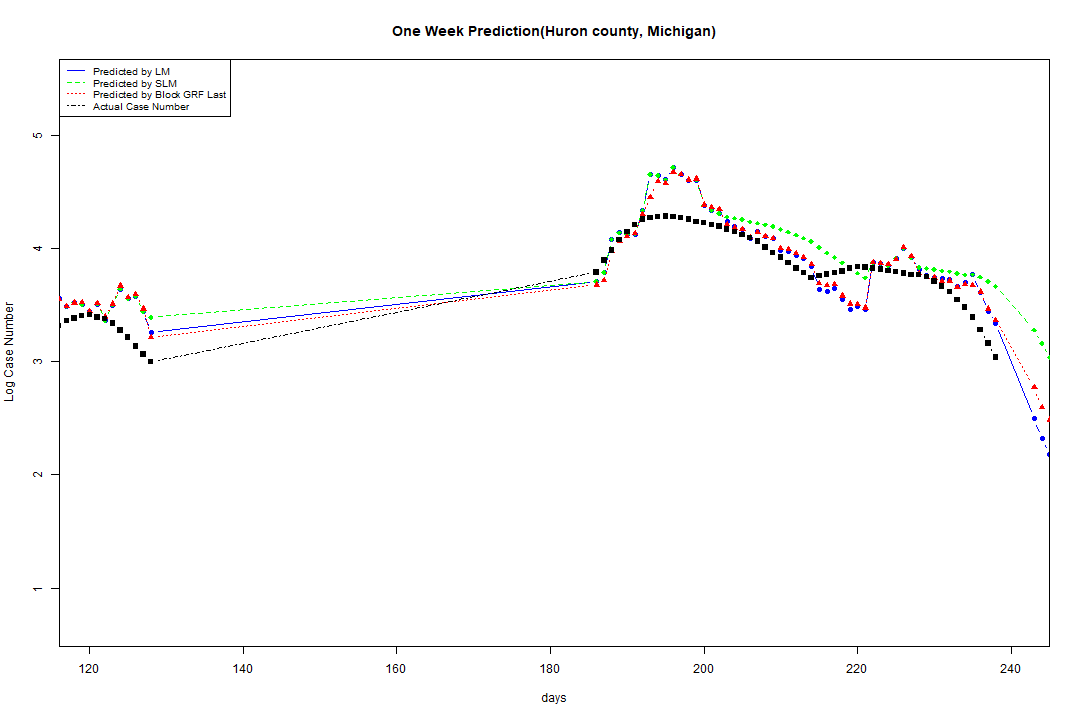 One Week Prediction(Huron county, Michigan)
Predicted by LM
Predicted by SLM
Predicted by Block GRF Last
Actual Case Number
5
4
3
2
1
Log Case Number
120 140 160 180 200 220 240
days